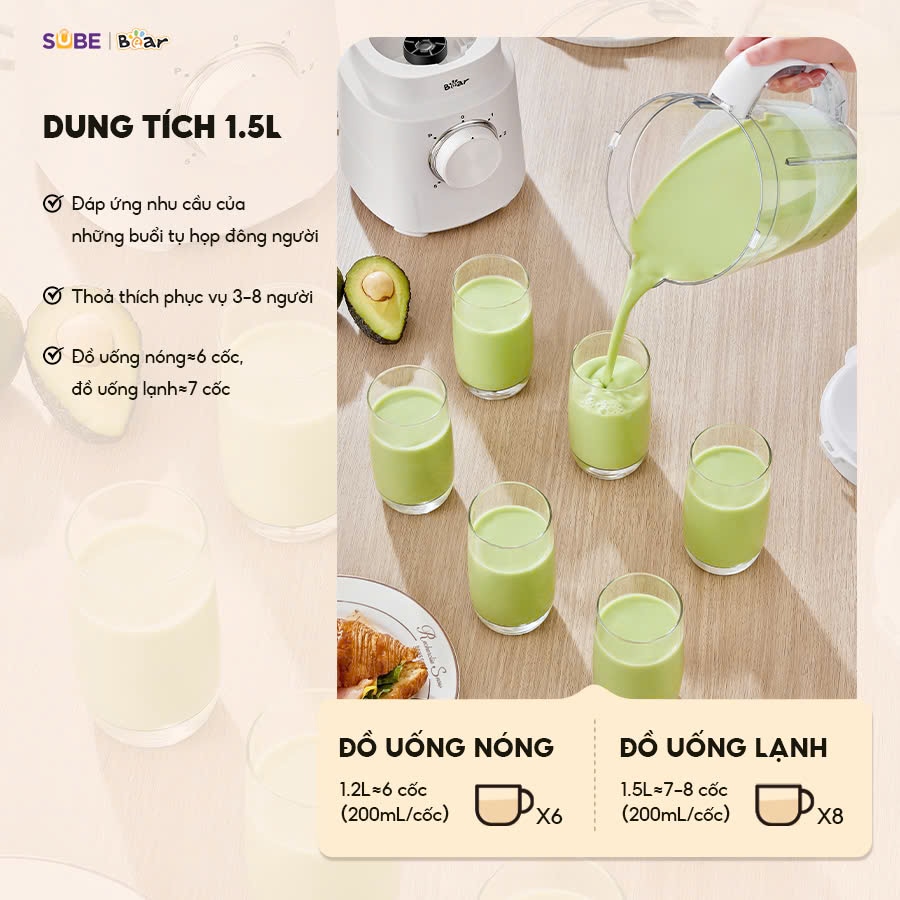 SUBE | Bear
DUNG TÍCH 1.5L
Đáp ứng nhu cầu của
những buổi tụ họp đông người
Thoả thích phục vụ 3-8 người
Đồ uống nóng≈6 cốc,
đồ uống lạnh≈7 cốc
Bear
ĐỒ UỐNG NÓNG
1.2L≈6 cốc
(200mL/cốc)
X6
ĐỒ UỐNG LẠNH
1.5L≈7-8 cốc
(200mL/cốc)
X8